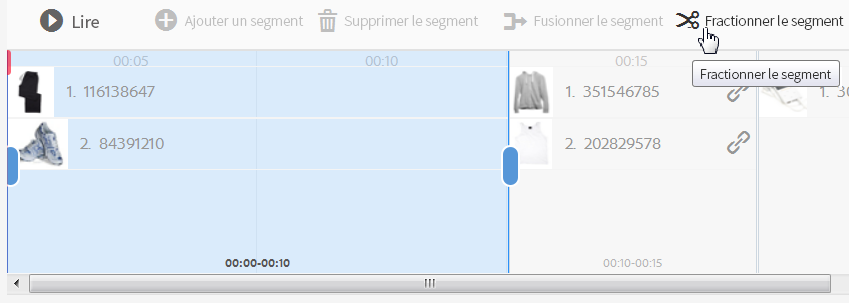 Lire Ajouter un segment Supprimer le segment Fusionner le segment Fractionner le segment
00:05 00:10 00:15
Fractionner le segment
1. 116138647 1. 351546785 1. 30
2. 84391210 2. 202829578
00:00-00:10 00:10-00:15